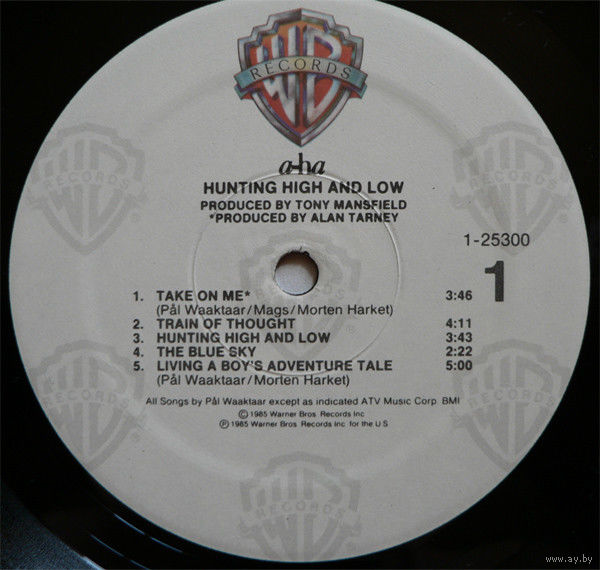 WB
RECORDS
a-ha
HUNTING HIGH AND LOW
PRODUCED BY TONY MANSFIELD
*PRODUCED BY ALAN TARNEY
1-25300
1
1. TAKE ON ME* 3:46
(Pål Waaktaar/Mags/Morten Harket)
2. TRAIN OF THOUGHT 4:11
3. HUNTING HIGH AND LOW 3:43
4. THE BLUE SKY 2:22
5. LIVING A BOY'S ADVENTURE TALE 5:00
(Pål Waaktaar/Morten Harket)
All Songs by Pål Waaktaar except as indicated ATV Music Corp. BMI
©1985 Warner Bros. Records Inc
℗1985 Warner Bros. Records Inc. for the U.S
www.ay.by